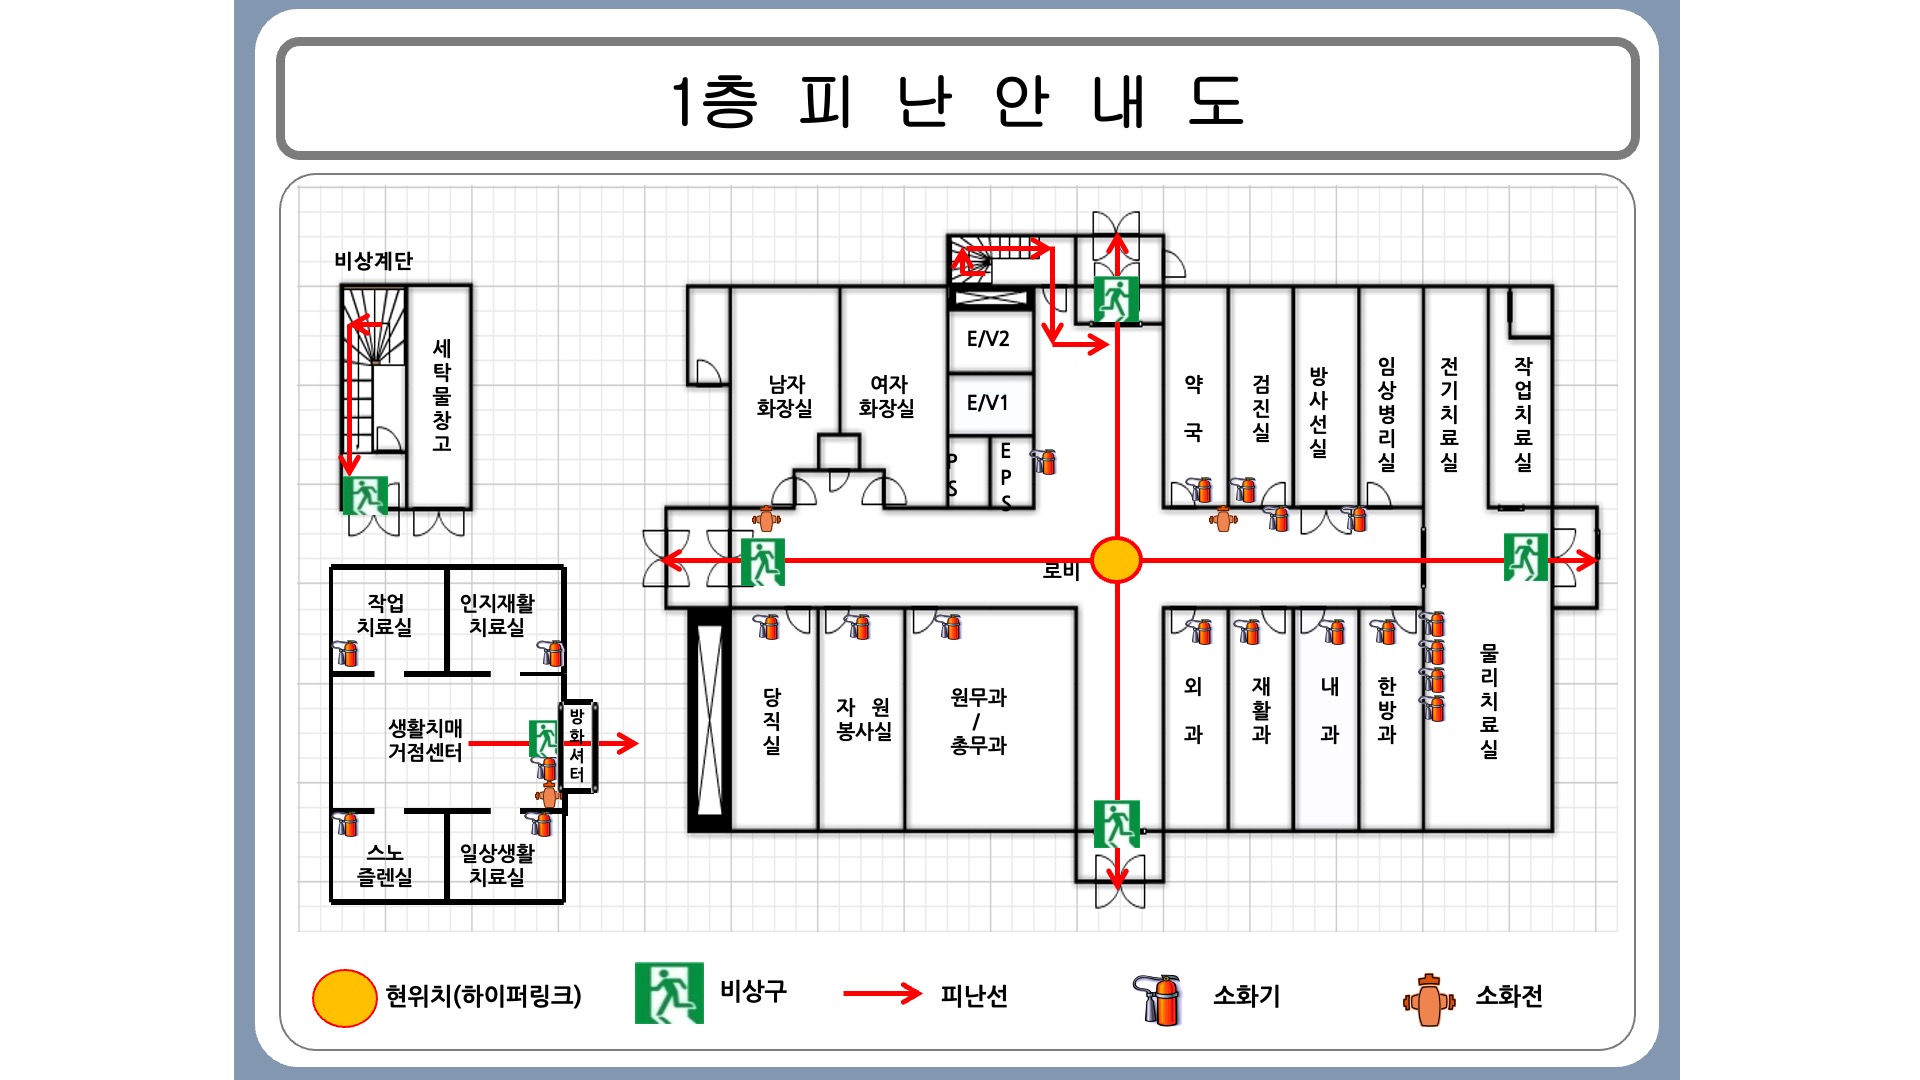 1층 피 난 안 내 도
비상계단
세탁물창고
E/V2
E/V1
남자
화장실
여자
화장실
PS
EPS
약 국
검진실
방사선실
임상병리실
전기치료실
작업치료실
로비
작업
치료실
인지재활
치료실
생활치매
거점센터
방화셔터
스노
즐렌실
일상생활
치료실
당직실
자 원
봉사실
원무과
/
총무과
외 과
재활과
내 과
한방과
물리치료실
현위치(하이퍼링크)
비상구
피난선
소화기
소화전